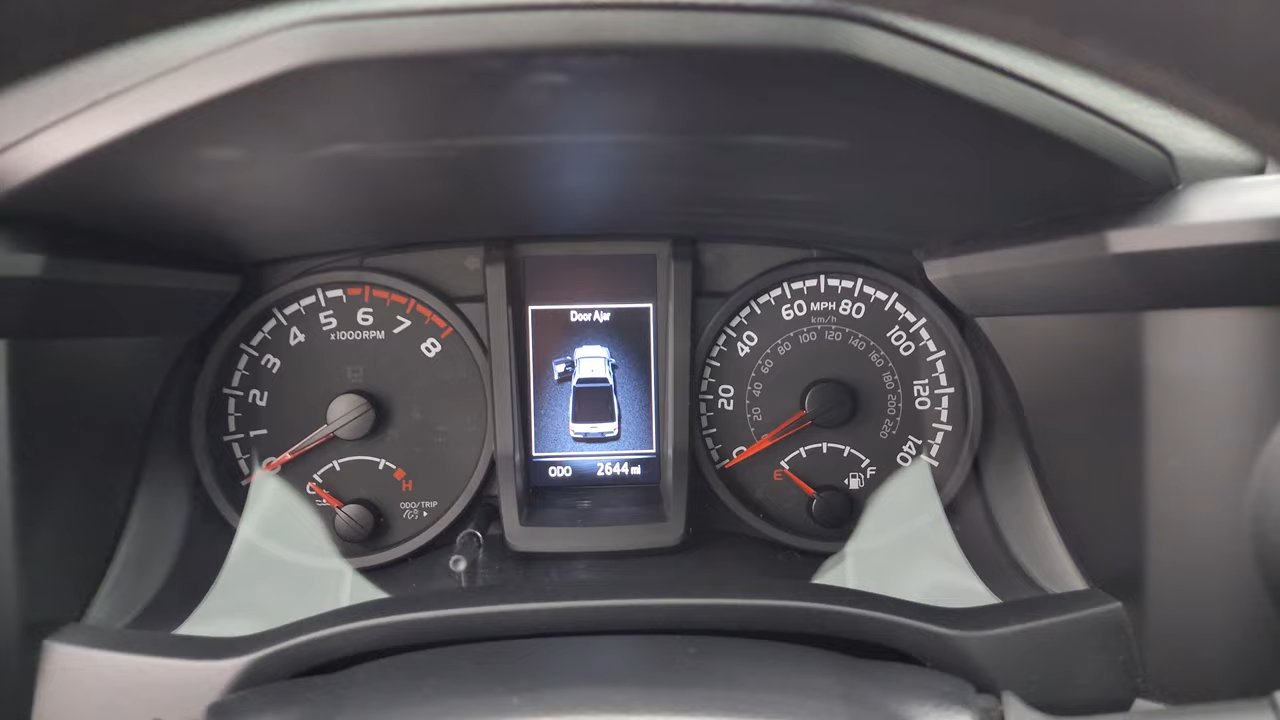 1 2 3 4 5 6 7 8
x1000RPM
H
ODO/TRIP
Door Ajar
ODO 2644 mi
0 20 40 60 80 100 120 140
MPH
km/h
20 40 60 80 100 120 140 160 180 200 220
E F